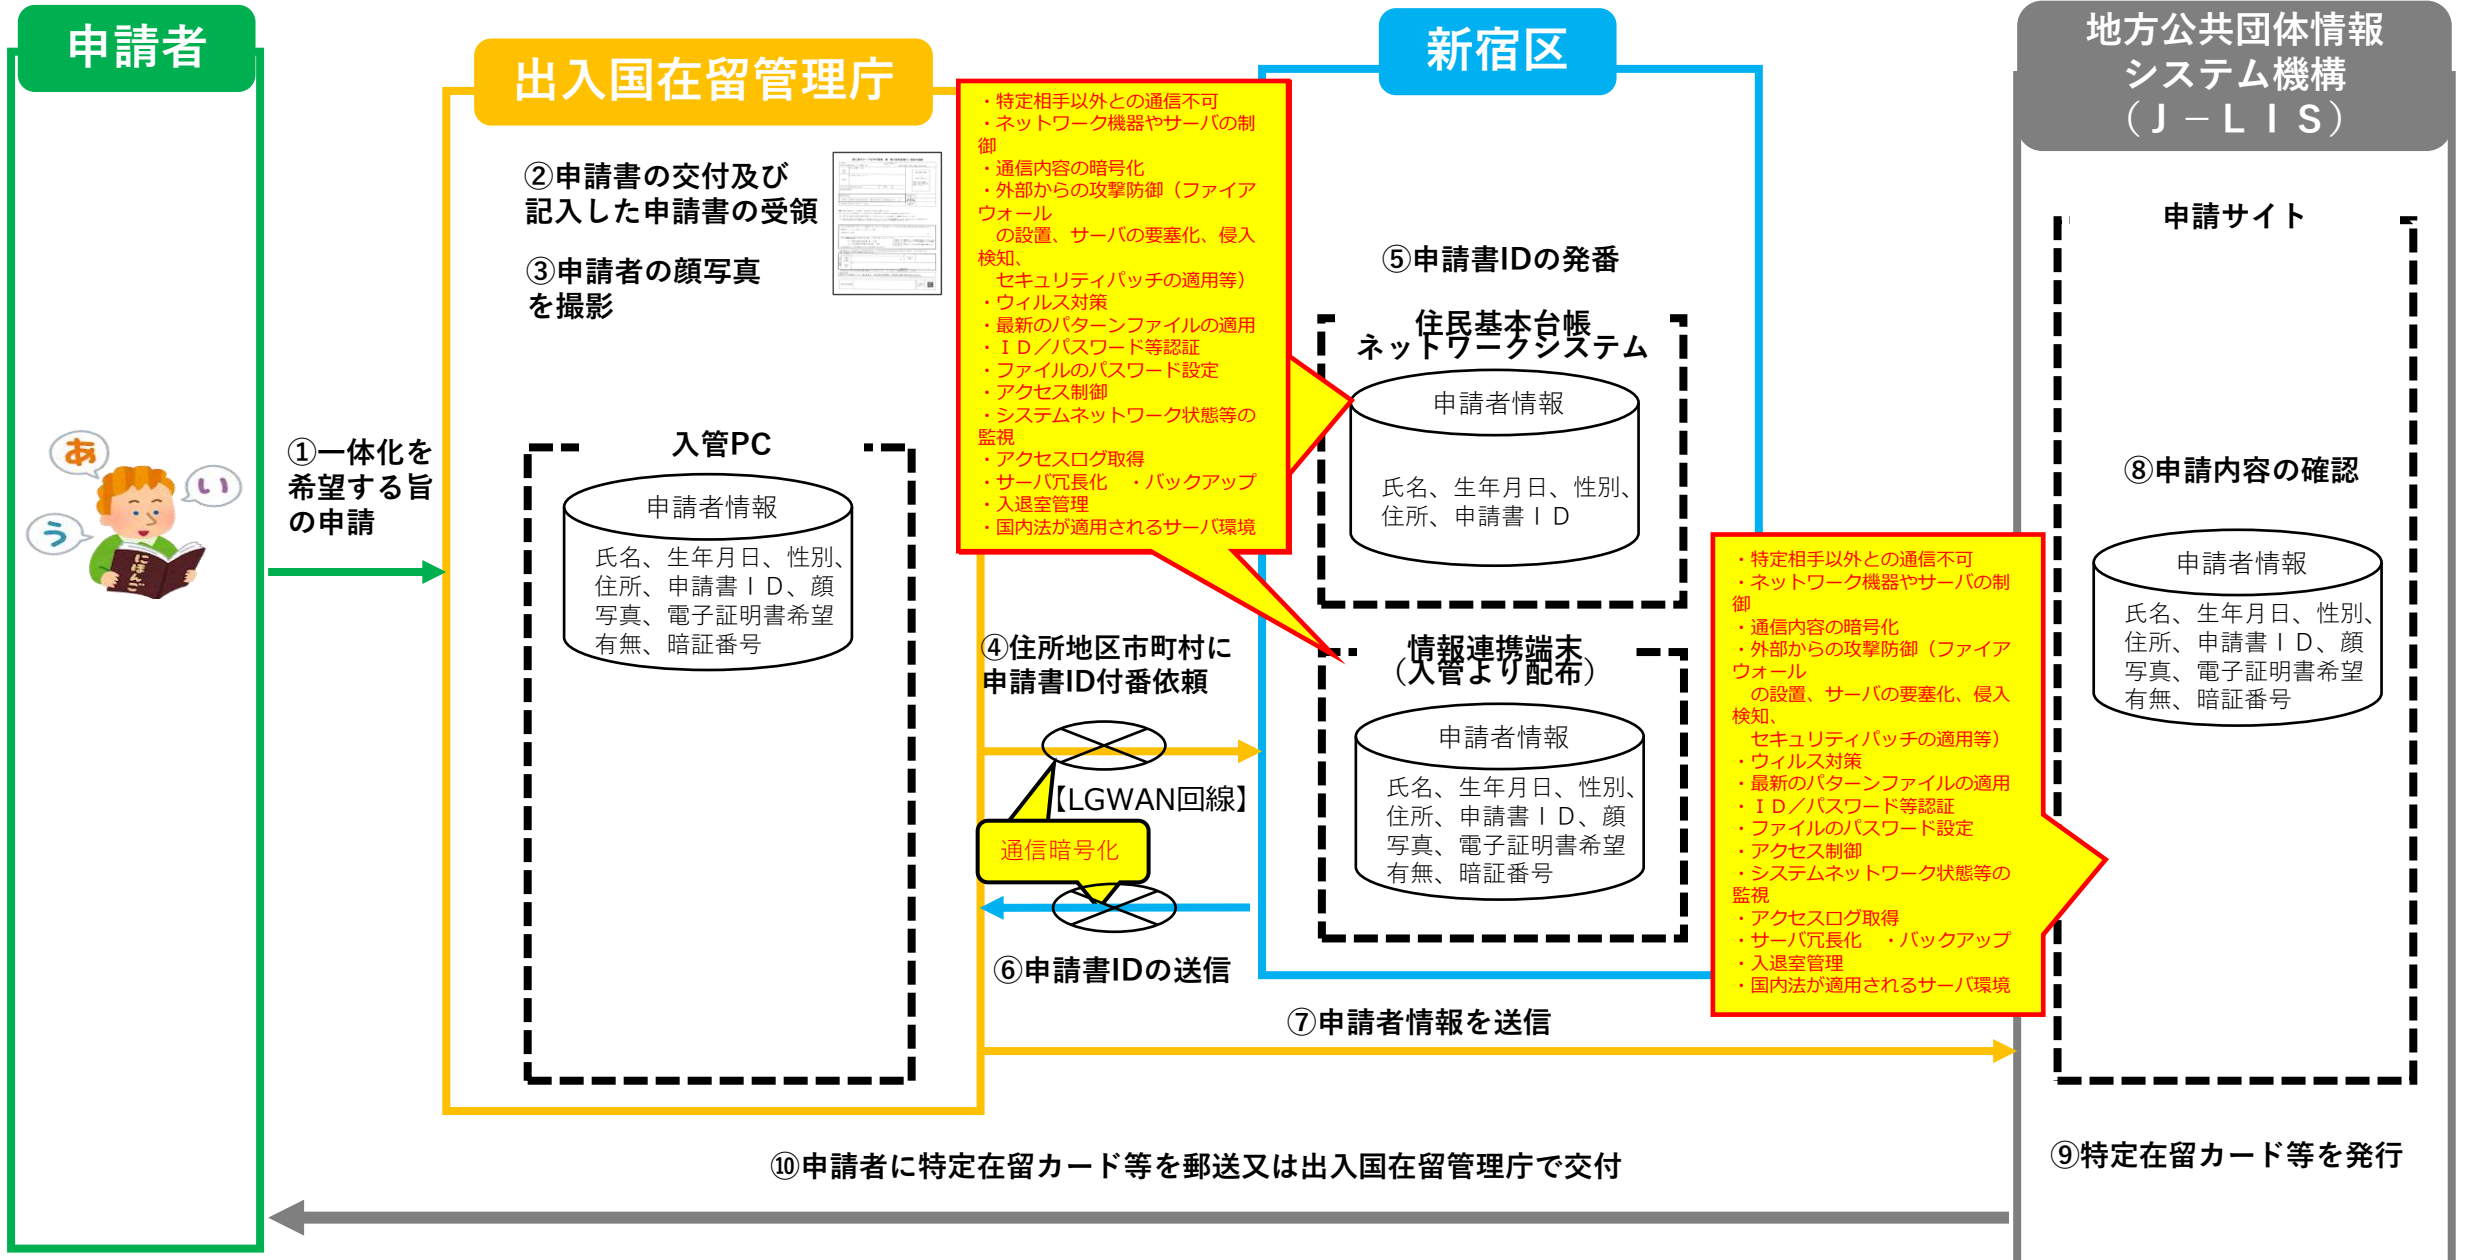 申請者
あ
い
う
にほんご
①一体化を
希望する旨
の申請
出入国在留管理庁
②申請書の交付及び
記入した申請書の受領
③申請者の顔写真
を撮影
入管PC
申請者情報
氏名、生年月日、性別、
住所、申請書ＩＤ、顔
写真、電子証明書希望
有無、暗証番号
・特定相手以外との通信不可
・ネットワーク機器やサーバの制
御
・通信内容の暗号化
・外部からの攻撃防御（ファイア
ウォール
の設置、サーバの要塞化、侵入
検知、
セキュリティパッチの適用等）
・ウィルス対策
・最新のパターンファイルの適用
・ＩＤ／パスワード等認証
・ファイルのパスワード設定
・アクセス制御
・システムネットワーク状態等の
監視
・アクセスログ取得
・サーバ冗長化　・バックアップ
・入退室管理
・国内法が適用されるサーバ環境
④住所地区市町村に
申請書ID付番依頼
【LGWAN回線】
通信暗号化
⑥申請書IDの送信
新宿区
⑤申請書IDの発番
住民基本台帳
ネットワークシステム
申請者情報
氏名、生年月日、性別、
住所、申請書ＩＤ
情報連携端末
（入管より配布）
申請者情報
氏名、生年月日、性別、
住所、申請書ＩＤ、顔
写真、電子証明書希望
有無、暗証番号
・特定相手以外との通信不可
・ネットワーク機器やサーバの制
御
・通信内容の暗号化
・外部からの攻撃防御（ファイア
ウォール
の設置、サーバの要塞化、侵入
検知、
セキュリティパッチの適用等）
・ウィルス対策
・最新のパターンファイルの適用
・ＩＤ／パスワード等認証
・ファイルのパスワード設定
・アクセス制御
・システムネットワーク状態等の
監視
・アクセスログ取得
・サーバ冗長化　・バックアップ
・入退室管理
・国内法が適用されるサーバ環境
⑦申請者情報を送信
地方公共団体情報
システム機構
（Ｊ－ＬＩＳ）
申請サイト
⑧申請内容の確認
申請者情報
氏名、生年月日、性別、
住所、申請書ＩＤ、顔
写真、電子証明書希望
有無、暗証番号
⑨特定在留カード等を発行
⑩申請者に特定在留カード等を郵送又は出入国在留管理庁で交付